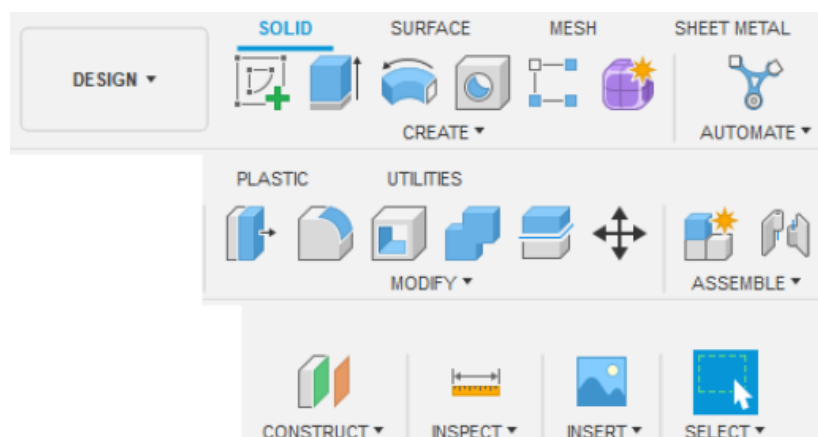 SOLID SURFACE MESH SHEET METAL
DESIGN
CREATE AUTOMATE
PLASTIC UTILITIES
MODIFY ASSEMBLE
CONSTRUCT INSPECT INSERT SELECT